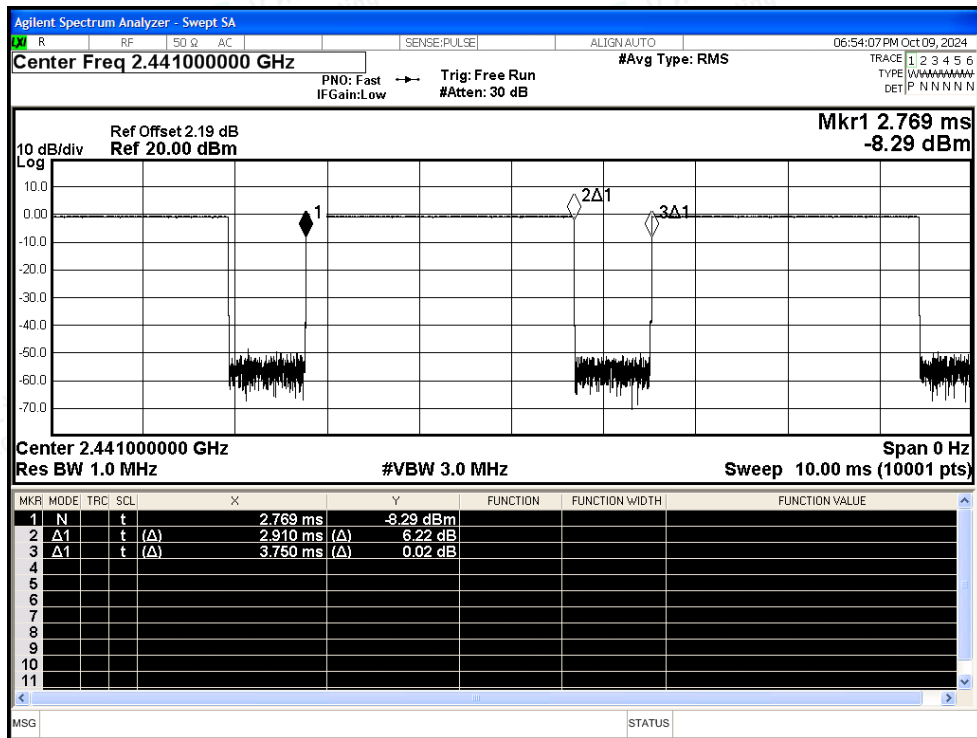 Agilent Spectrum Analyzer - Swept SA
LXI R RF 50 Ω AC SENSE:PULSE ALIGN AUTO 06:54:07 PM Oct 09, 2024
Center Freq 2.441000000 GHz #Avg Type: RMS TRACE 1 2 3 4 5 6
PNO: Fast Trig: Free Run TYPE W
IFGain:Low #Atten: 30 dB DET P N N N N N
Mkr1 2.769 ms
Ref Offset 2.19 dB
10 dB/div Ref 20.00 dBm -8.29 dBm
Log
10.0
0.00
-10.0
-20.0
-30.0
-40.0
-50.0
-60.0
-70.0
1
2Δ1
3Δ1
Center 2.441000000 GHz Span 0 Hz
Res BW 1.0 MHz #VBW 3.0 MHz Sweep 10.00 ms (10001 pts)
MKR MODE TRC SCL X Y FUNCTION FUNCTION WIDTH FUNCTION VALUE
1 N t 2.769 ms -8.29 dBm
2 Δ1 t (Δ) 2.910 ms (Δ) 6.22 dB
3 Δ1 t (Δ) 3.750 ms (Δ) 0.02 dB
4
5
6
7
8
9
10
11
MSG STATUS